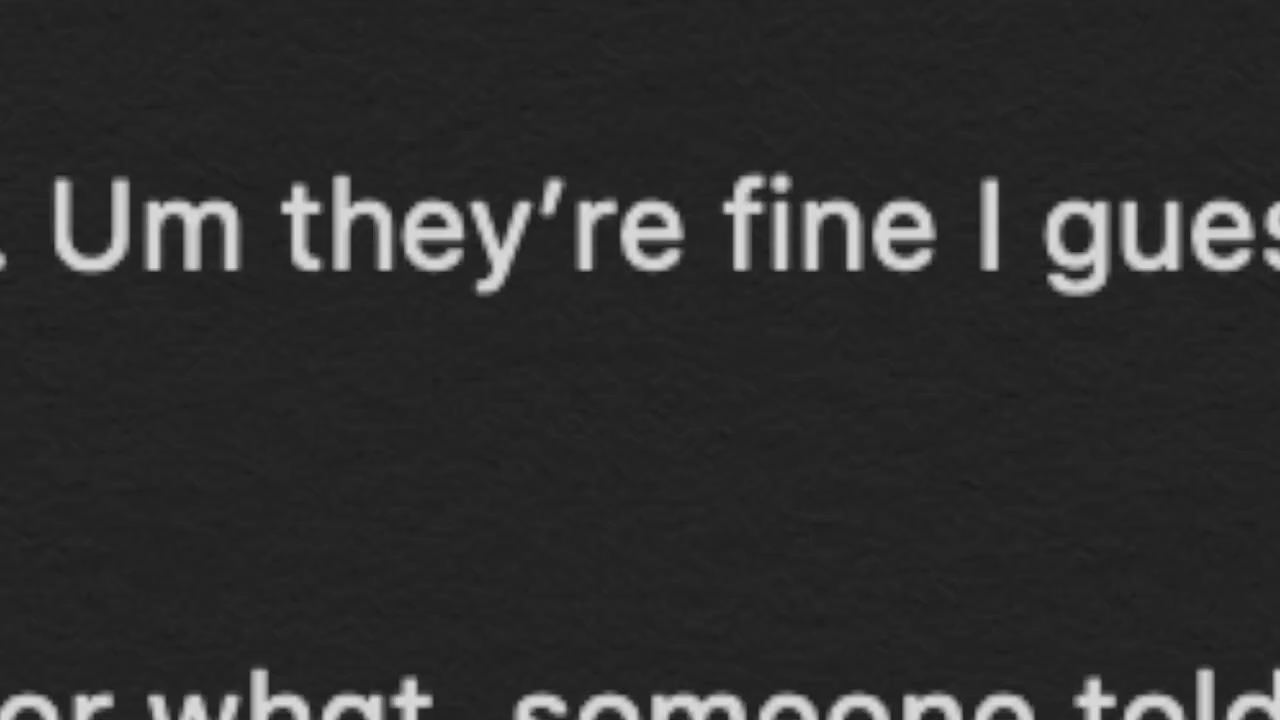 . Um they’re fine I gues
or what, someone told